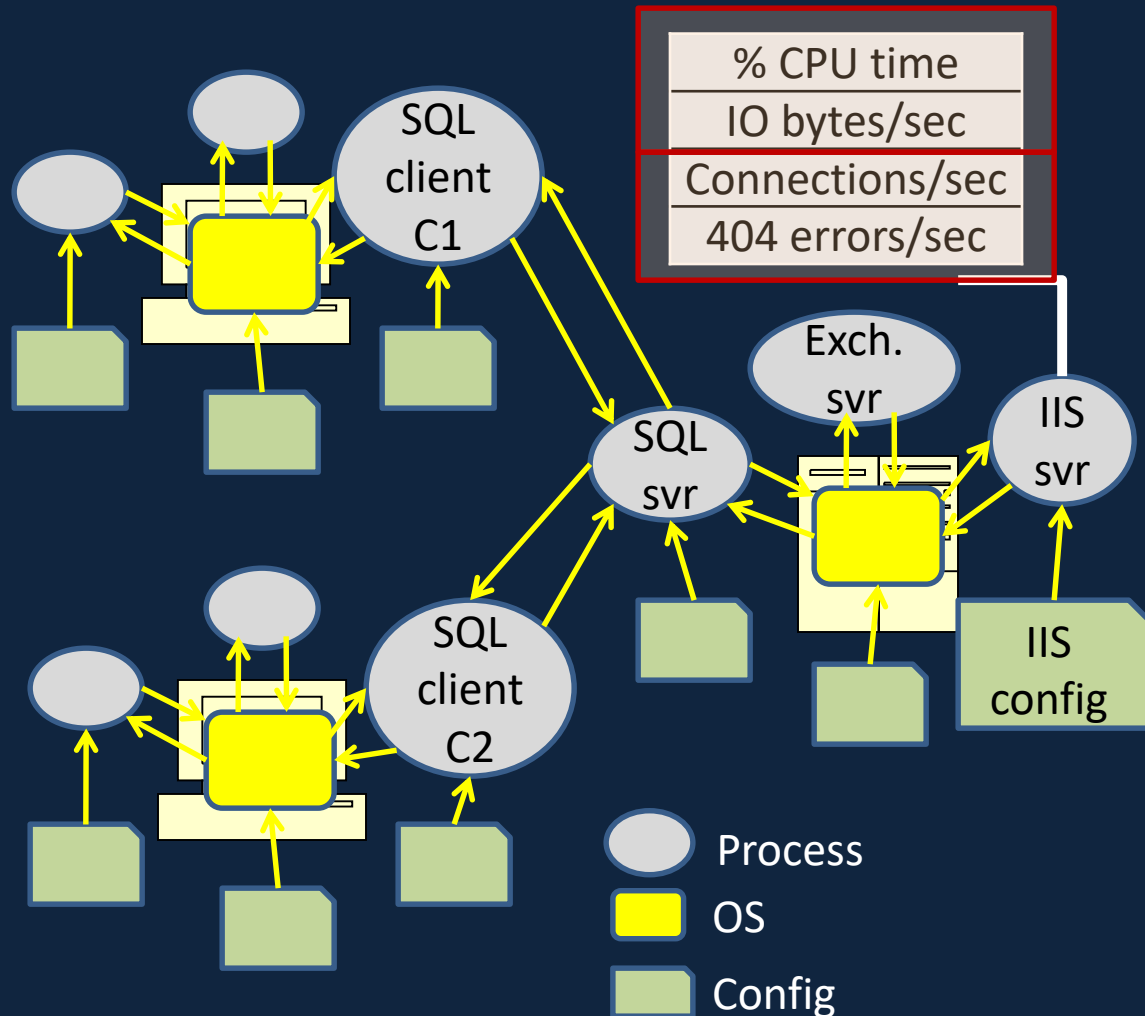 % CPU time
IO bytes/sec
Connections/sec
404 errors/sec
SQL
client
C1
Exch.
svr
IIS
svr
SQL
svr
SQL
client
C2
IIS
config
Process
OS
Config